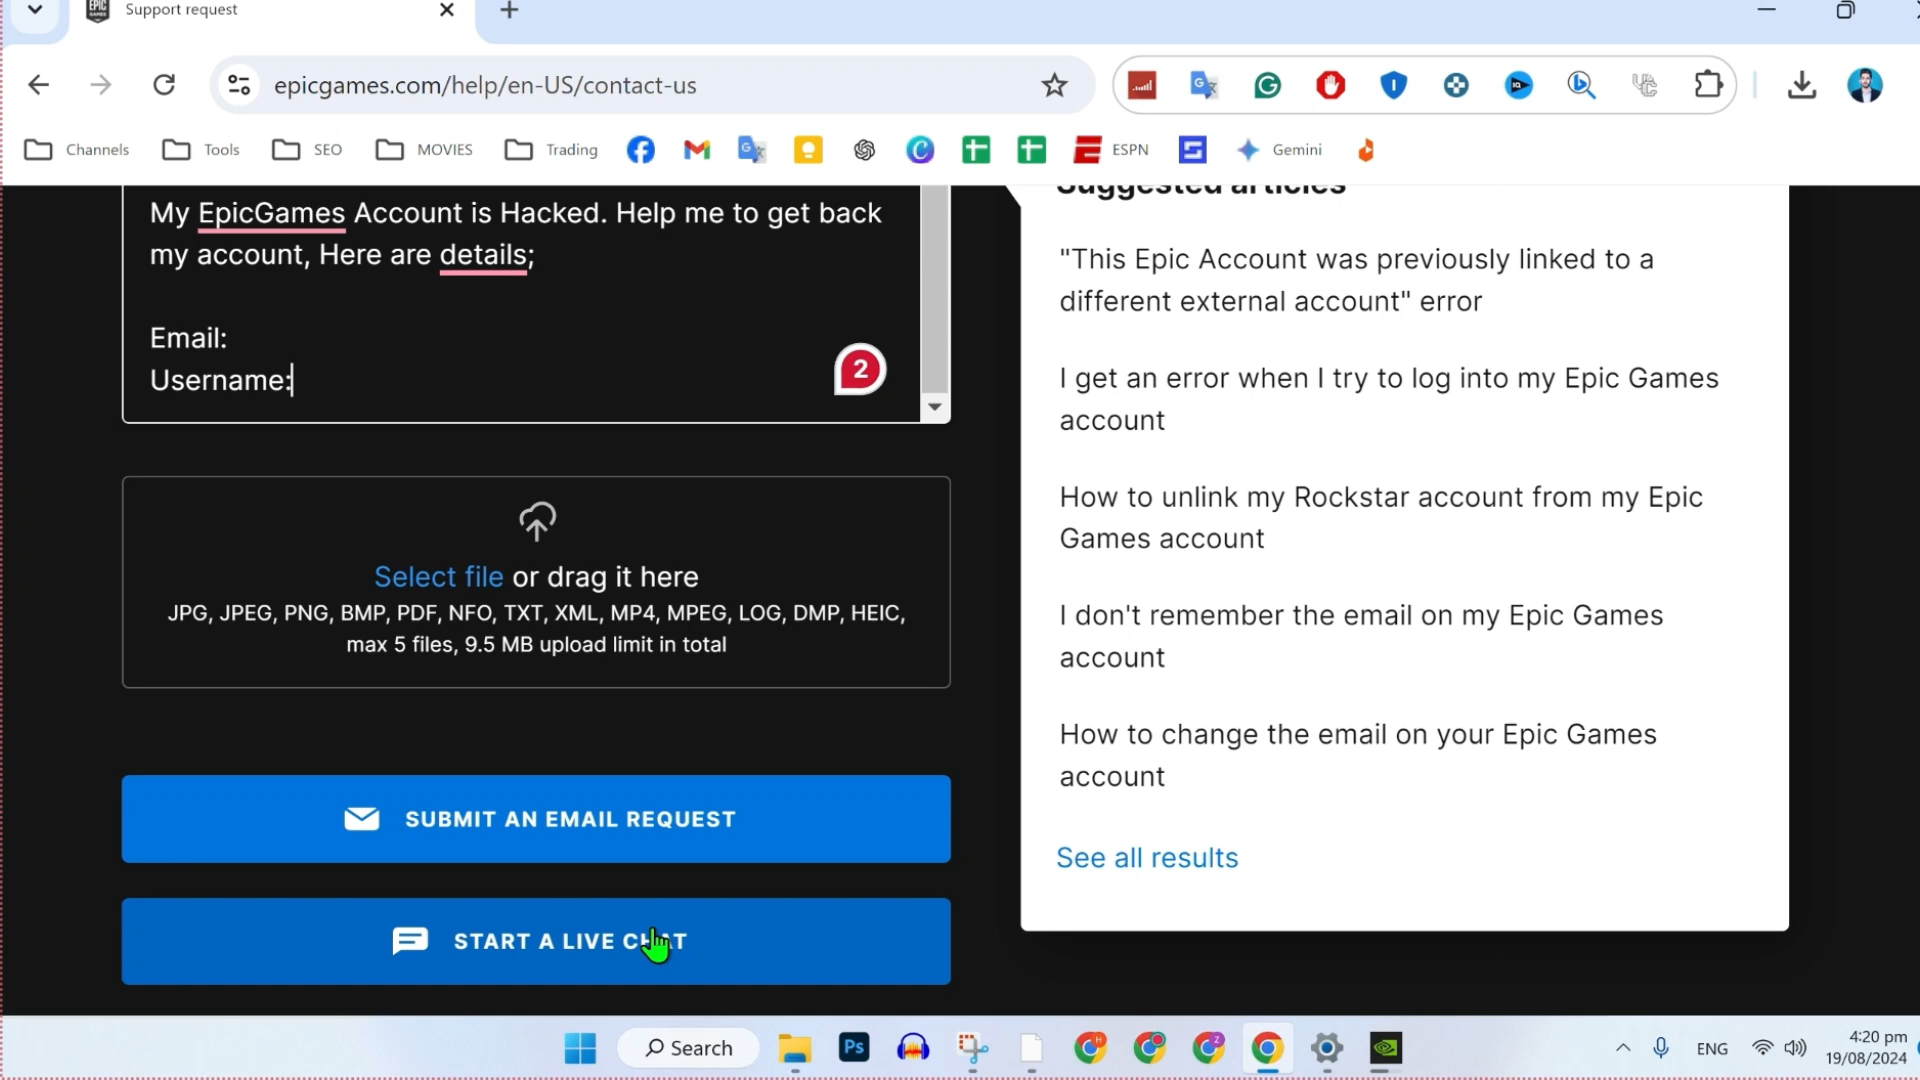 EPIC
GAMES
Support request
epicgames.com/help/en-US/contact-us
Channels
Tools
SEO
MOVIES
Trading
ESPN
Gemini
My EpicGames Account is Hacked. Help me to get back
my account, Here are details;
Email:
Username:
2
Select file or drag it here
JPG, JPEG, PNG, BMP, PDF, NFO, TXT, XML, MP4, MPEG, LOG, DMP, HEIC,
max 5 files, 9.5 MB upload limit in total
SUBMIT AN EMAIL REQUEST
START A LIVE CHAT
Suggested articles
"This Epic Account was previously linked to a
different external account" error
I get an error when I try to log into my Epic Games
account
How to unlink my Rockstar account from my Epic
Games account
I don't remember the email on my Epic Games
account
How to change the email on your Epic Games
account
See all results
Search
Ps
ENG
4:20 pm
19/08/2024